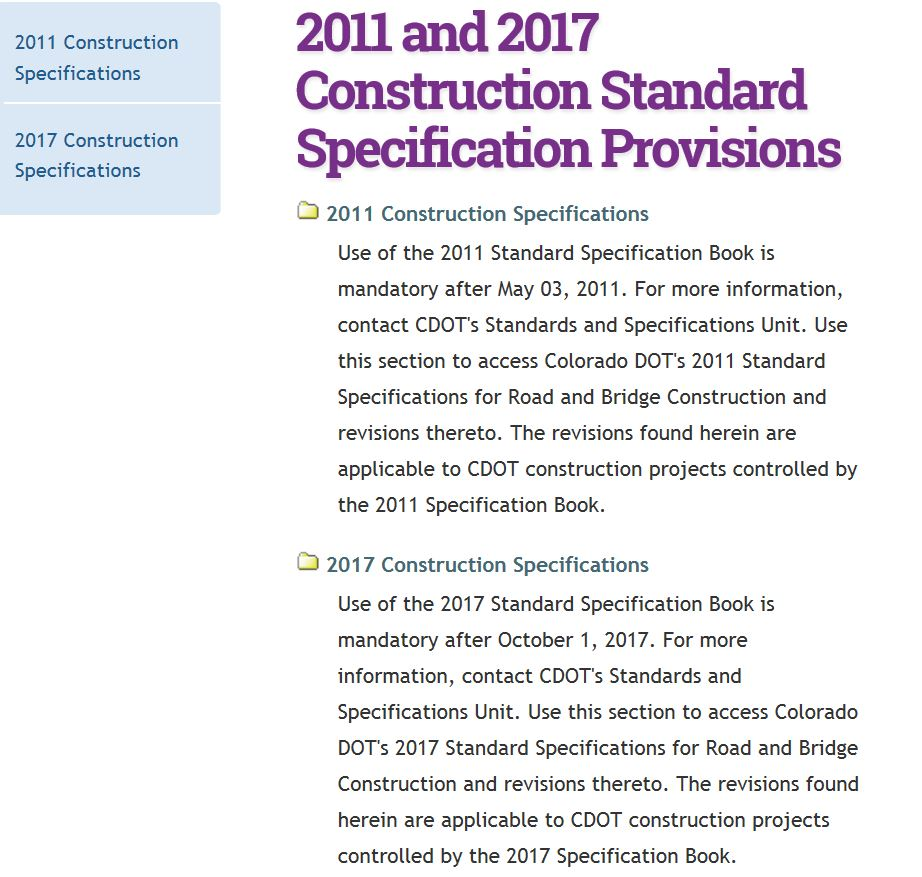 2011 Construction
Specifications
2017 Construction
Specifications
2011 and 2017
Construction Standard
Specification Provisions
2011 Construction Specifications
Use of the 2011 Standard Specification Book is
mandatory after May 03, 2011. For more information,
contact CDOT's Standards and Specifications Unit. Use
this section to access Colorado DOT's 2011 Standard
Specifications for Road and Bridge Construction and
revisions thereto. The revisions found herein are
applicable to CDOT construction projects controlled by
the 2011 Specification Book.
2017 Construction Specifications
Use of the 2017 Standard Specification Book is
mandatory after October 1, 2017. For more
information, contact CDOT's Standards and
Specifications Unit. Use this section to access Colorado
DOT's 2017 Standard Specifications for Road and Bridge
Construction and revisions thereto. The revisions found
herein are applicable to CDOT construction projects
controlled by the 2017 Specification Book.